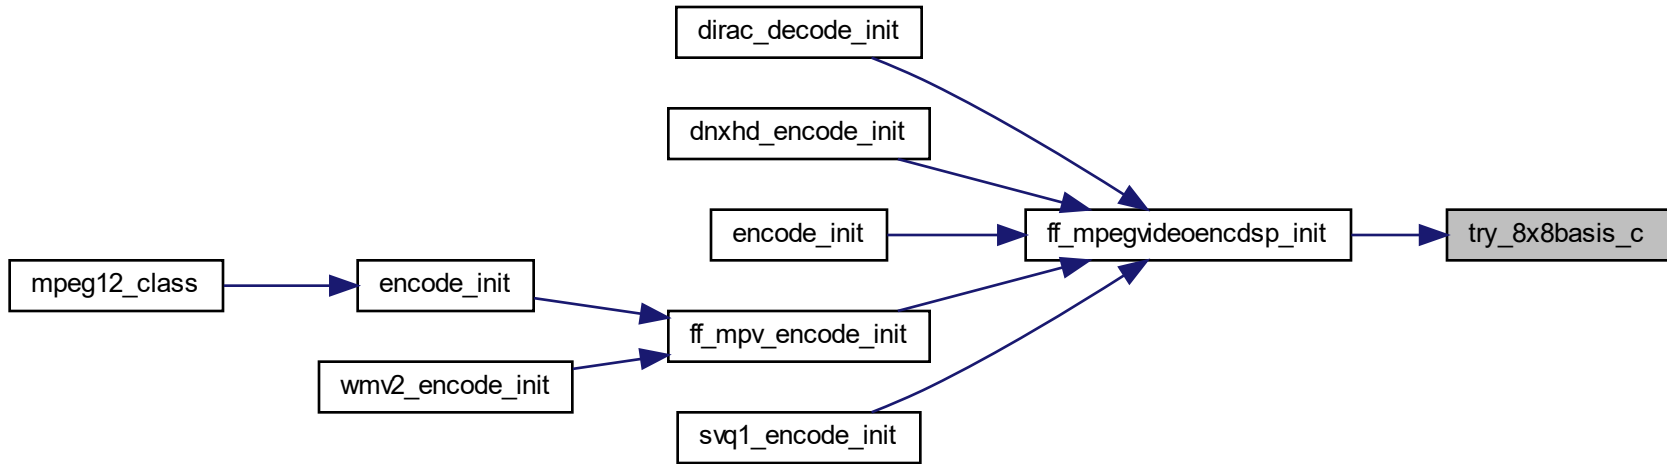 dirac_decode_init
dnxhd_encode_init
encode_init
ff_mpegvideoencdsp_init
try_8x8basis_c
mpeg12_class
encode_init
ff_mpv_encode_init
wmv2_encode_init
svq1_encode_init